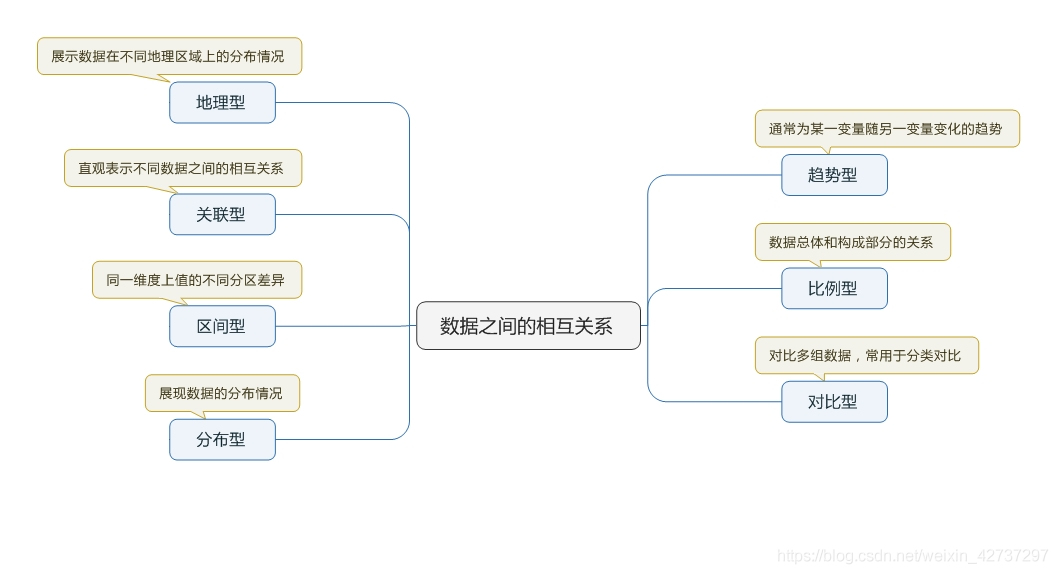 展示数据在不同地理区域上的分布情况
地理型
直观表示不同数据之间的相互关系
关联型
同一维度上值的不同分区差异
区间型
展现数据的分布情况
分布型
数据之间的相互关系
通常为某一变量随另一变量变化的趋势
趋势型
数据总体和构成部分的关系
比例型
对比多组数据，常用于分类对比
对比型
https://blog.csdn.net/weixin_42737297